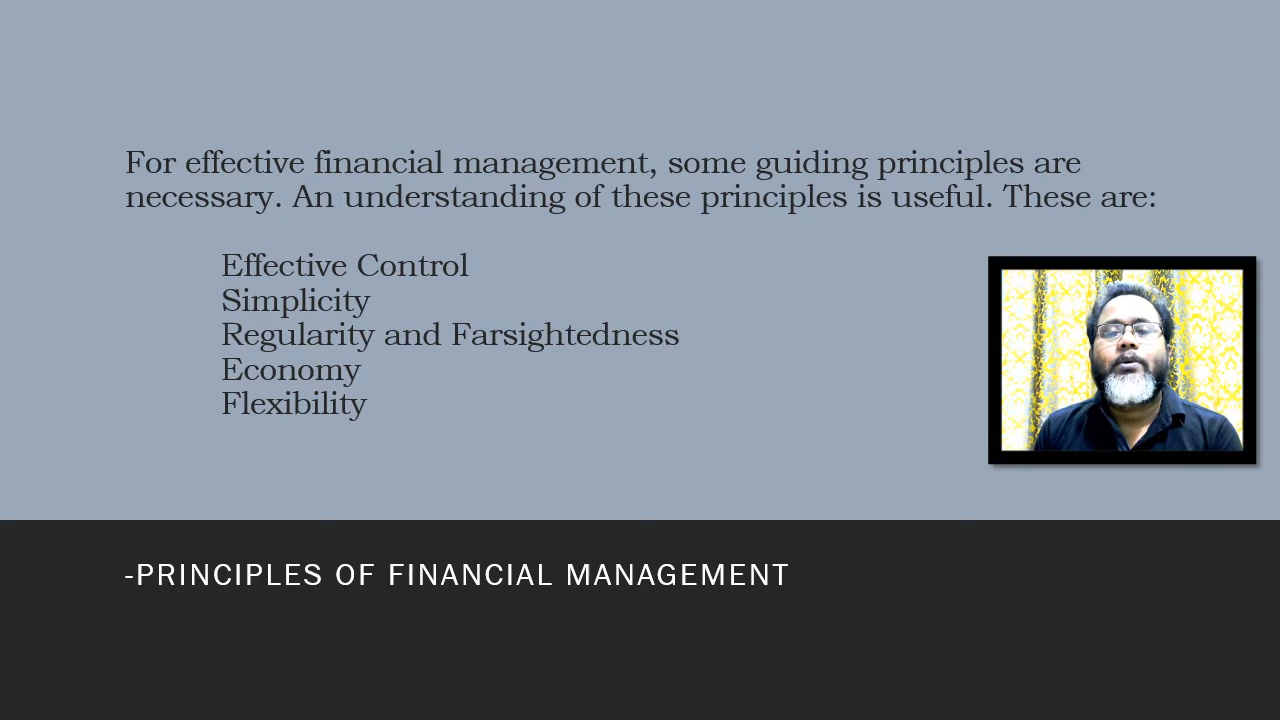 For effective financial management, some guiding principles are
necessary. An understanding of these principles is useful. These are:
Effective Control
Simplicity
Regularity and Farsightedness
Economy
Flexibility
-PRINCIPLES OF FINANCIAL MANAGEMENT